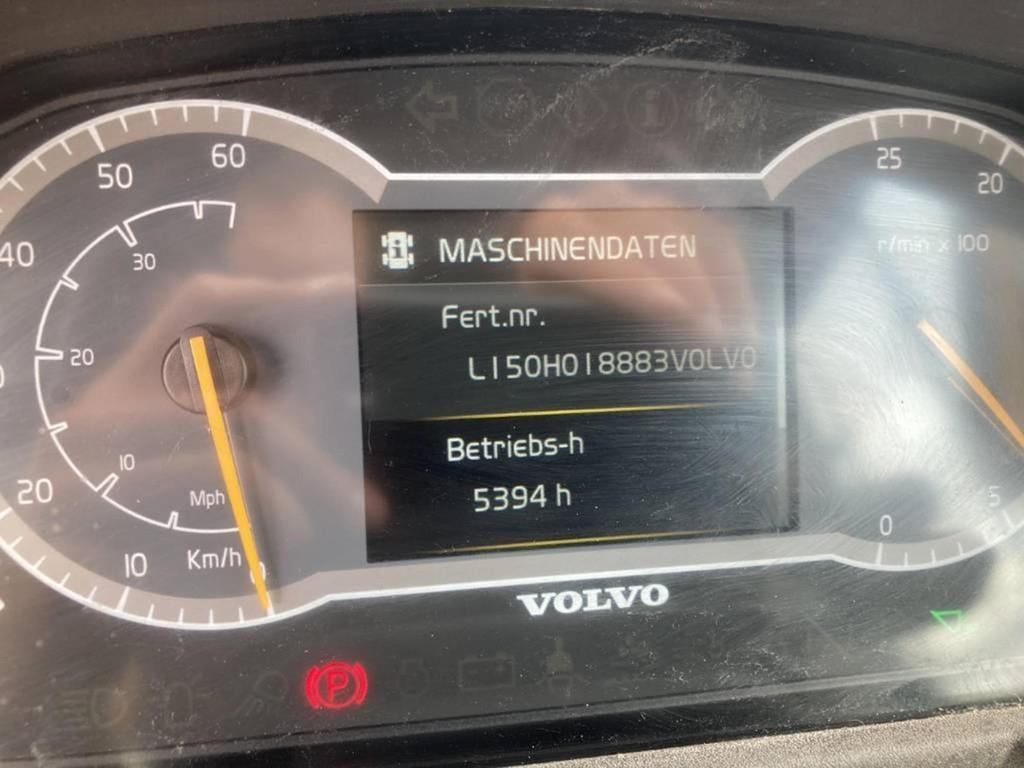 50
60
25
20
40
30
MASCHINENDATEN
r/min x 100
Fert.nr.
20
L150H018883VOLVO
Betriebs-h
10
20
Mph
5394 h
5
10
Km/h
0
0
VOLVO
P